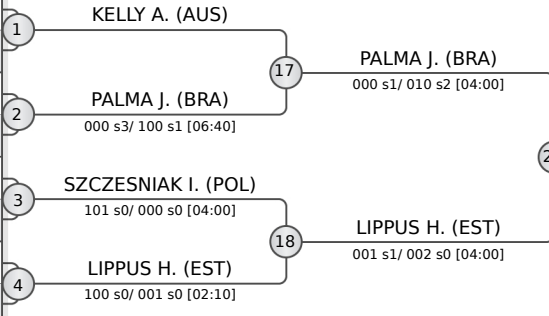 KELLY A. (AUS)
1
17
PALMA J. (BRA)
000 s1/ 010 s2 [04:00]
PALMA J. (BRA)
2
000 s3/ 100 s1 [06:40]
2
SZCZESNIAK I. (POL)
3
101 s0/ 000 s0 [04:00]
18
LIPPUS H. (EST)
001 s1/ 002 s0 [04:00]
LIPPUS H. (EST)
4
100 s0/ 001 s0 [02:10]